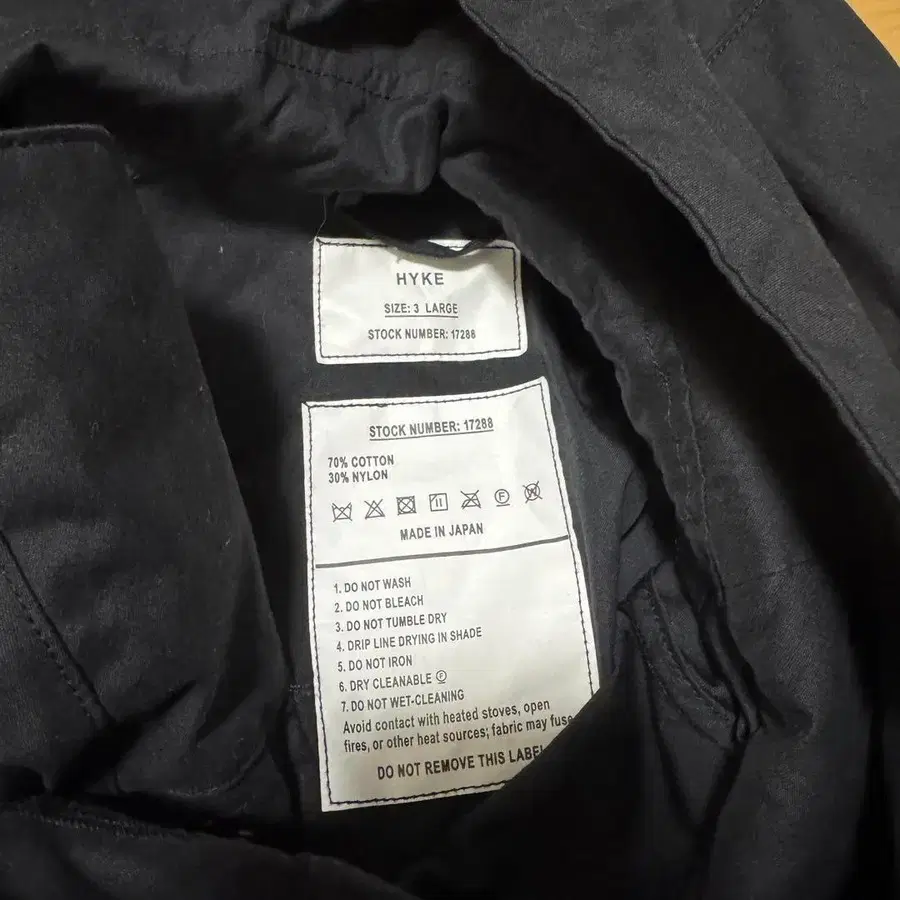 HYKE
SIZE: 3 LARGE
STOCK NUMBER: 17288
STOCK NUMBER: 17288
70% COTTON
30% NYLON
MADE IN JAPAN
1. DO NOT WASH
2. DO NOT BLEACH
3. DO NOT TUMBLE DRY
4. DRIP LINE DRYING IN SHADE
5. DO NOT IRON
6. DRY CLEANABLE Ⓕ
7. DO NOT WET-CLEANING
Avoid contact with heated stoves, open
fires, or other heat sources; fabric may fuse
DO NOT REMOVE THIS LABEL